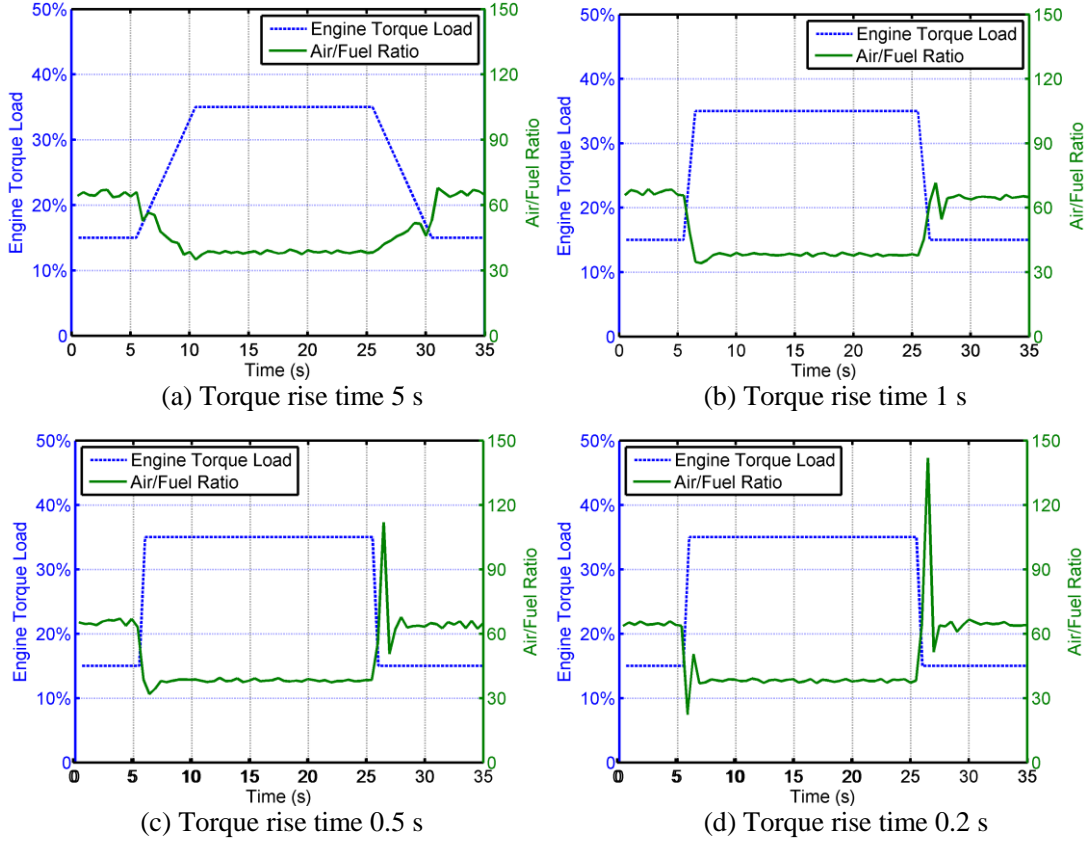 50%
40%
30%
20%
10%
0
Engine Torque Load
Engine Torque Load
Air/Fuel Ratio
150
120
90
60
30
0
Air/Fuel Ratio
0 5 10 15 20 25 30 35
Time (s)
(a) Torque rise time 5 s
50%
40%
30%
20%
10%
0
Engine Torque Load
Engine Torque Load
Air/Fuel Ratio
150
120
90
60
30
0
Air/Fuel Ratio
0 5 10 15 20 25 30 35
Time (s)
(b) Torque rise time 1 s
50%
40%
30%
20%
10%
0
Engine Torque Load
Engine Torque Load
Air/Fuel Ratio
150
120
90
60
30
0
Air/Fuel Ratio
0 5 10 15 20 25 30 35
Time (s)
(c) Torque rise time 0.5 s
50%
40%
30%
20%
10%
0
Engine Torque Load
Engine Torque Load
Air/Fuel Ratio
150
120
90
60
30
0
Air/Fuel Ratio
0 5 10 15 20 25 30 35
Time (s)
(d) Torque rise time 0.2 s